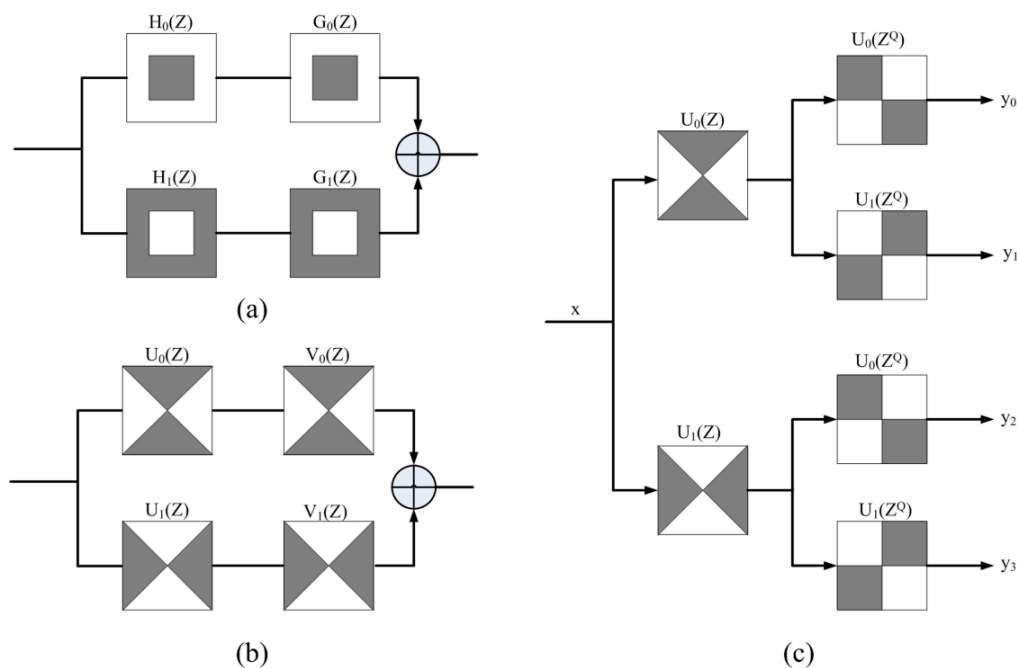 H₀(Z) G₀(Z)
H₁(Z) G₁(Z)
(a)
U₀(Z) V₀(Z)
U₁(Z) V₁(Z)
(b)
x
U₀(Z)
U₁(Z)
U₀(Z^Q)
y₀
U₁(Z^Q)
y₁
U₀(Z^Q)
y₂
U₁(Z^Q)
y₃
(c)